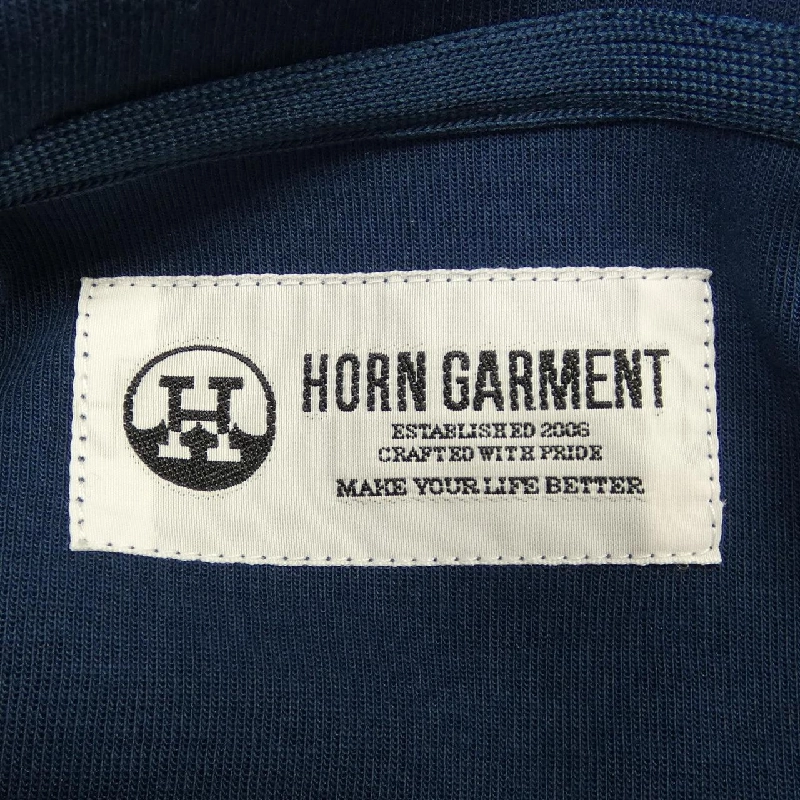 H
HORN GARMENT
ESTABLISHED 2006
CRAFTED WITH PRIDE
MAKE YOUR LIFE BETTER